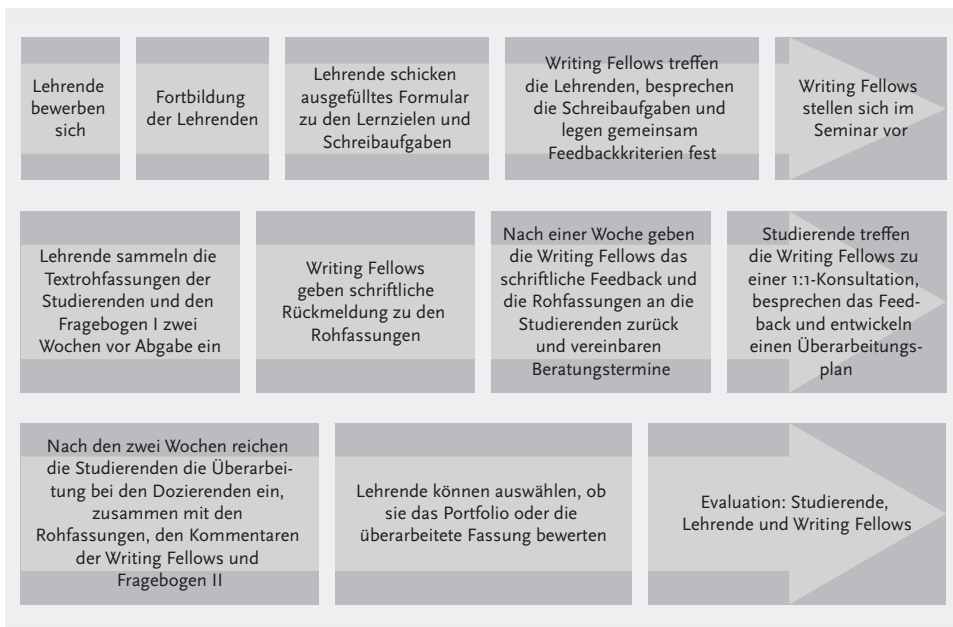 Lehrende
bewerben
sich
Fortbildung
der Lehrenden
Lehrende schicken
ausgefülltes Formular
zu den Lernzielen und
Schreibaufgaben
Writing Fellows treffen
die Lehrenden, besprechen
die Schreibaufgaben und
legen gemeinsam
Feedbackkriterien fest
Writing Fellows
stellen sich im
Seminar vor
Lehrende sammeln die
Textrohfassungen der
Studierenden und den
Fragebogen I zwei
Wochen vor Abgabe ein
Writing Fellows
geben schriftliche
Rückmeldung zu den
Rohfassungen
Nach einer Woche geben
die Writing Fellows das
schriftliche Feedback und
die Rohfassungen an die
Studierenden zurück
und vereinbaren
Beratungstermine
Studierende treffen
die Writing Fellows zu
einer 1:1-Konsultation,
besprechen das Feed-
back und entwickeln
einen Überarbeitungs-
plan
Nach den zwei Wochen reichen
die Studierenden die Überarbei-
tung bei den Dozierenden ein,
zusammen mit den
Rohfassungen, den Kommentaren
der Writing Fellows und
Fragebogen II
Lehrende können auswählen, ob
sie das Portfolio oder die
überarbeitete Fassung bewerten
Evaluation: Studierende,
Lehrende und Writing Fellows